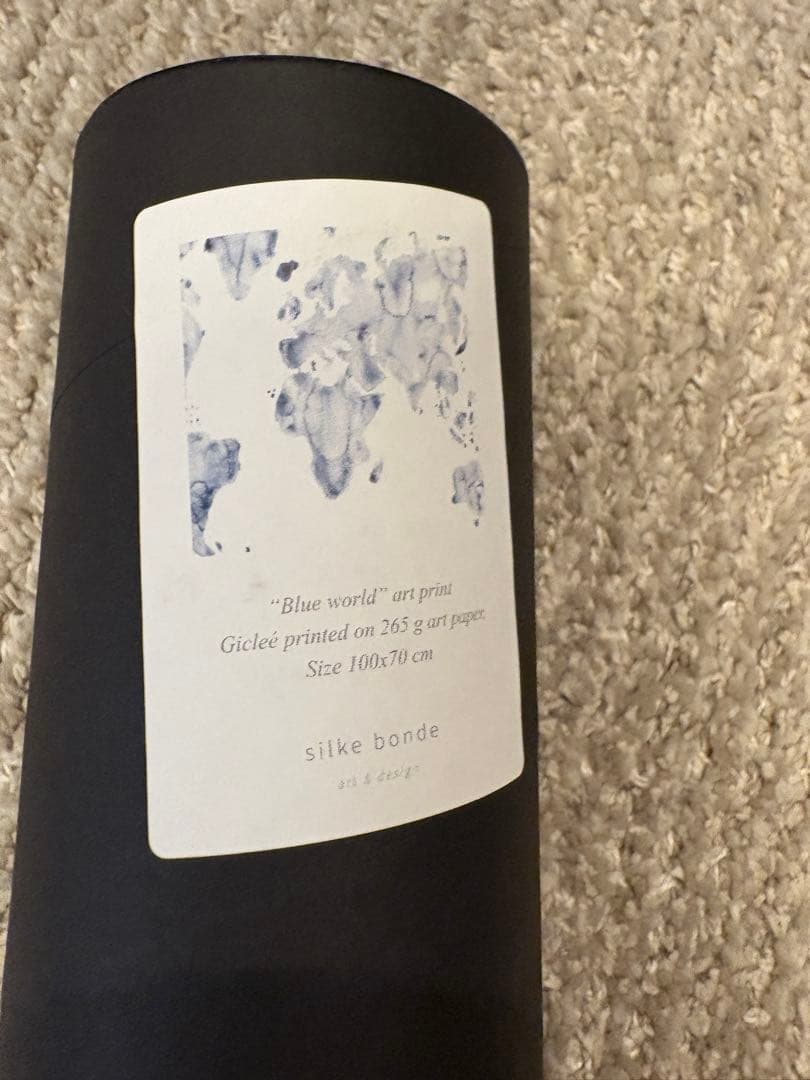 “Blue world” art print
Gicleé printed on 265 g art paper,
Size 100x70 cm
silke bonde
art & design